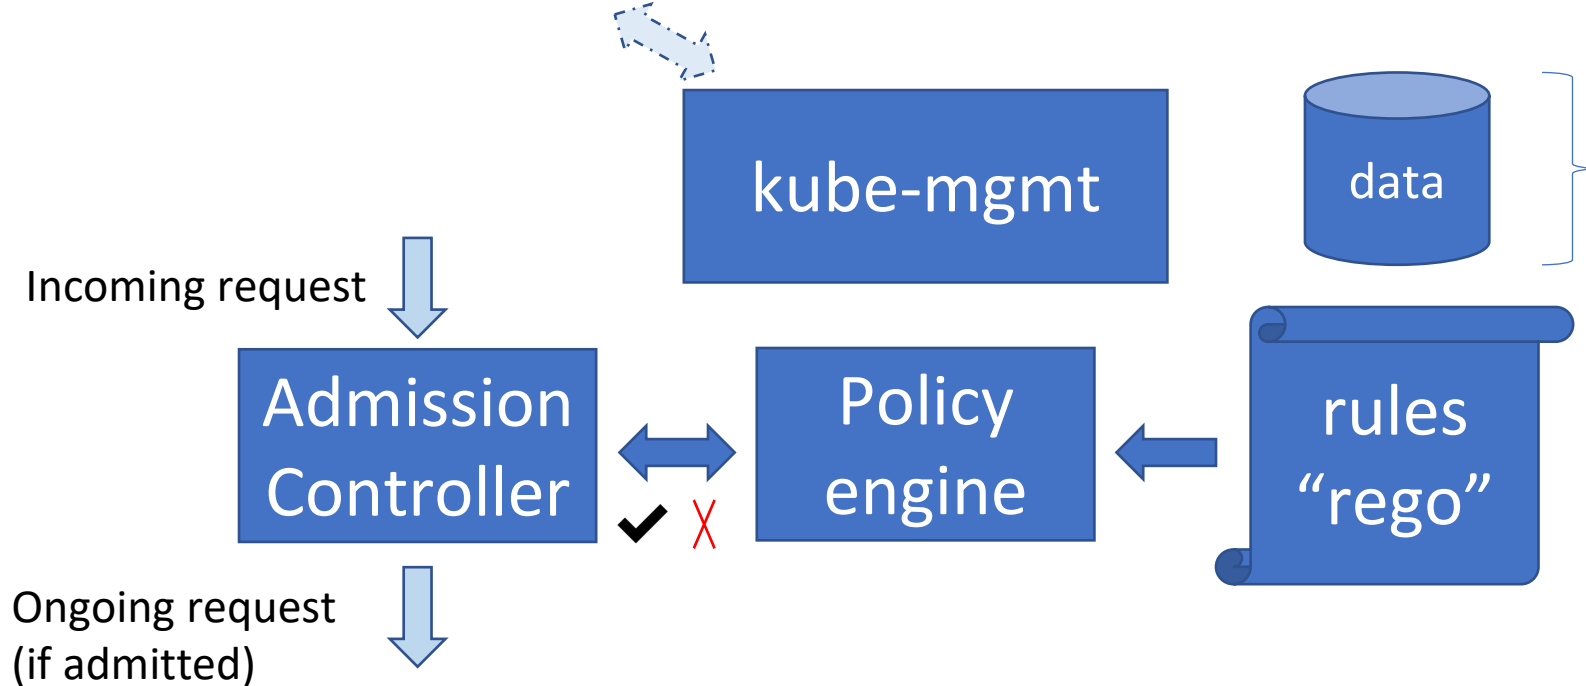 kube-mgmt
data
Incoming request
Admission
Controller
Policy
engine
rules
“rego”
Ongoing request
(if admitted)